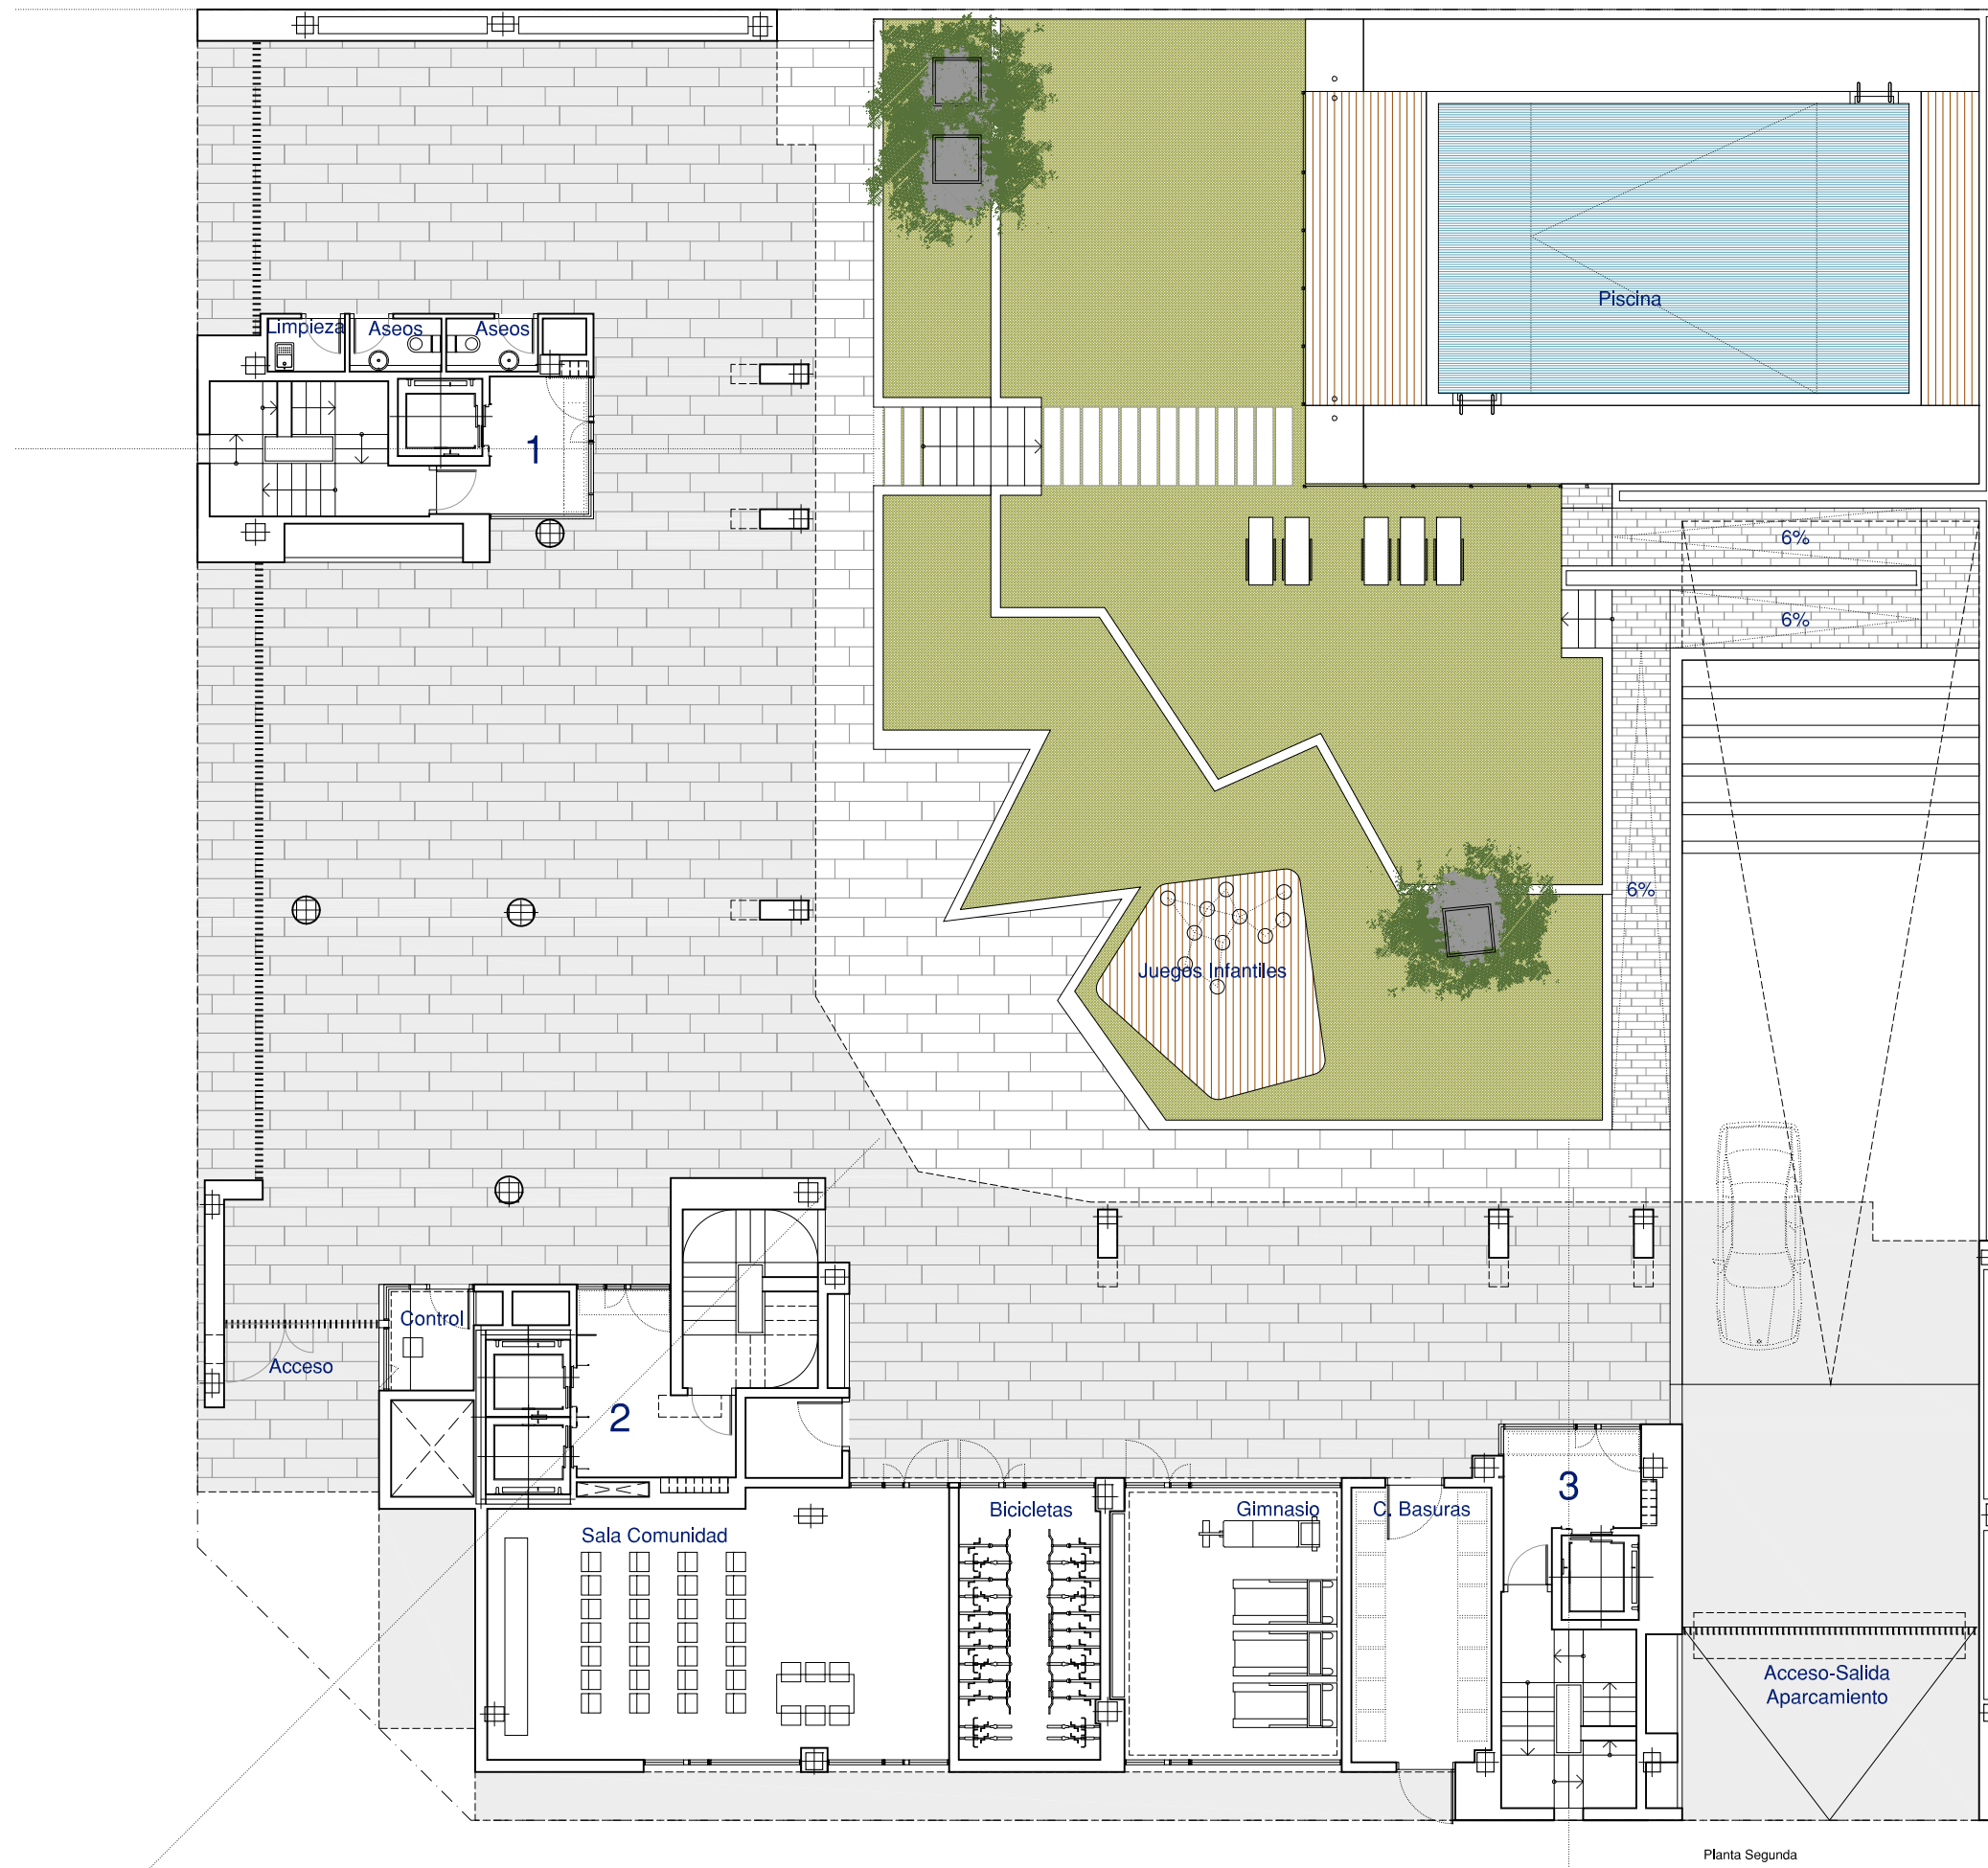 Piscina
Limpieza
Aseos
Aseos
1
6%
6%
6%
Juegos Infantiles
Control
Acceso
2
3
Bicicletas
Gimnasio
C. Basuras
Sala Comunidad
Acceso-Salida
Aparcamiento
Planta Segunda